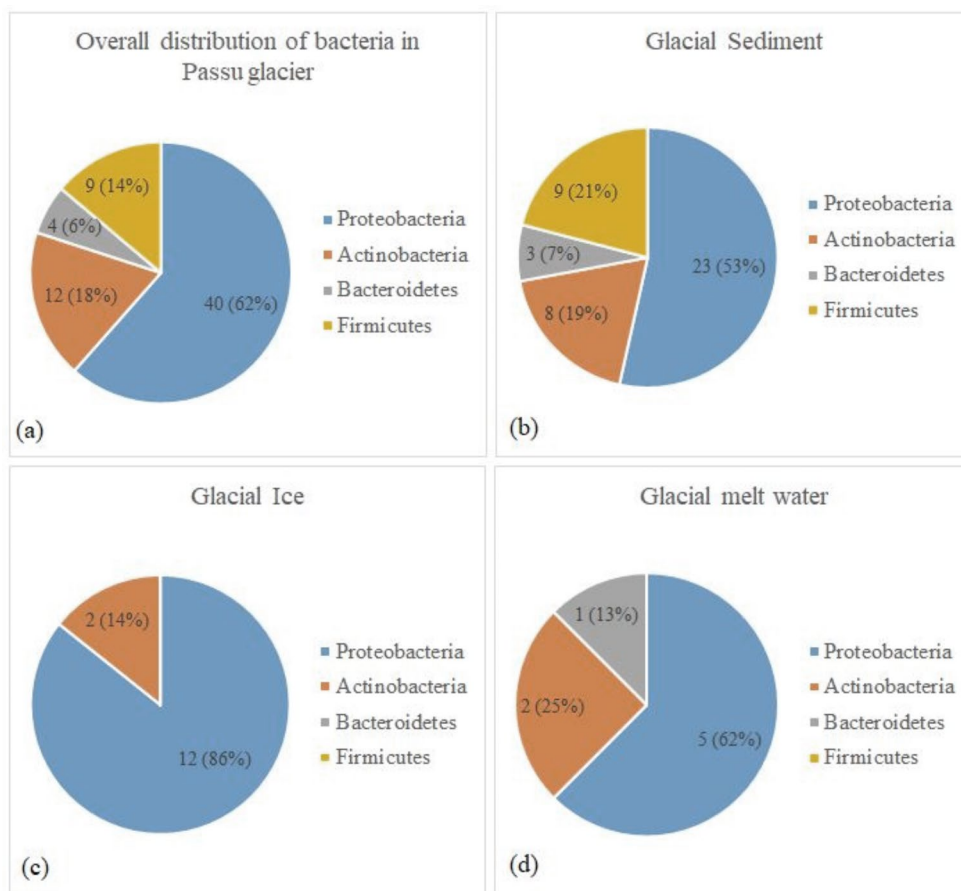 Overall distribution of bacteria in
Passu glacier
9 (14%)
4 (6%)
12 (18%)
40 (62%)
Proteobacteria
Actinobacteria
Bacteroidetes
Firmicutes
(a)
Glacial Sediment
9 (21%)
3 (7%)
8 (19%)
23 (53%)
Proteobacteria
Actinobacteria
Bacteroidetes
Firmicutes
(b)
Glacial Ice
2 (14%)
12 (86%)
Proteobacteria
Actinobacteria
Bacteroidetes
Firmicutes
(c)
Glacial melt water
1 (13%)
2 (25%)
5 (62%)
Proteobacteria
Actinobacteria
Bacteroidetes
Firmicutes
(d)